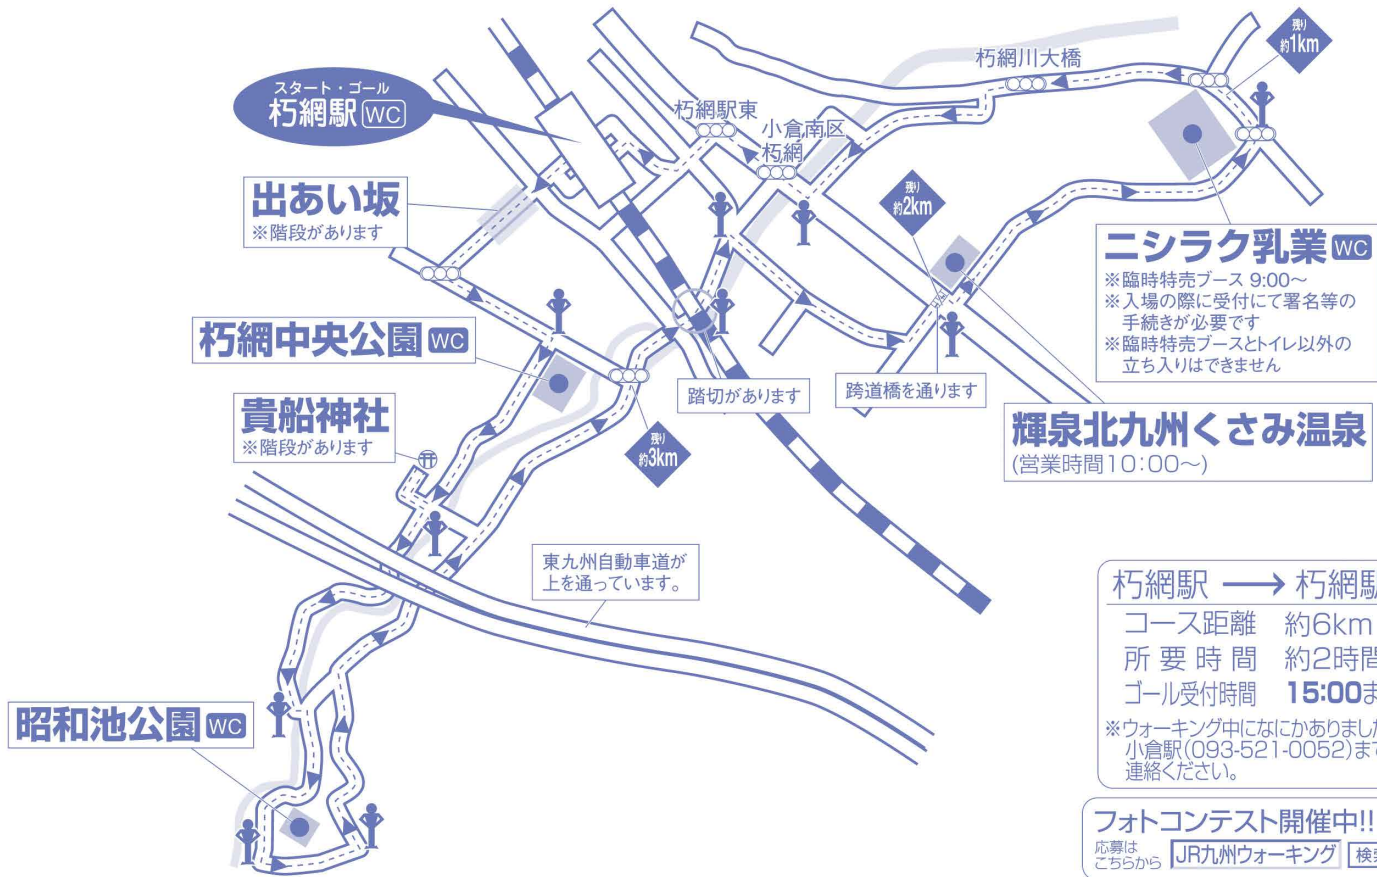 スタート・ゴール
朽網駅 WC
出あい坂
※階段があります
朽網中央公園 WC
貴船神社
※階段があります
昭和池公園 WC
朽網駅東
小倉南区
朽網
朽網川大橋
残り
約1km
残り
約2km
残り
約3km
踏切があります
跨道橋を通ります
東九州自動車道が
上を通っています。
ニシラク乳業 WC
※臨時特売ブース 9:00～
※入場の際に受付にて署名等の
手続きが必要です
※臨時特売ブースとトイレ以外の
立ち入りはできません
輝泉北九州くさみ温泉
(営業時間10:00～)
朽網駅 → 朽網駅
コース距離 約6km
所要時間 約2時間
ゴール受付時間 15:00ま
※ウォーキング中になにかありました
小倉駅(093-521-0052)まで
連絡ください。
フォトコンテスト開催中!!
応募は
こちらから JR九州ウォーキング 検索